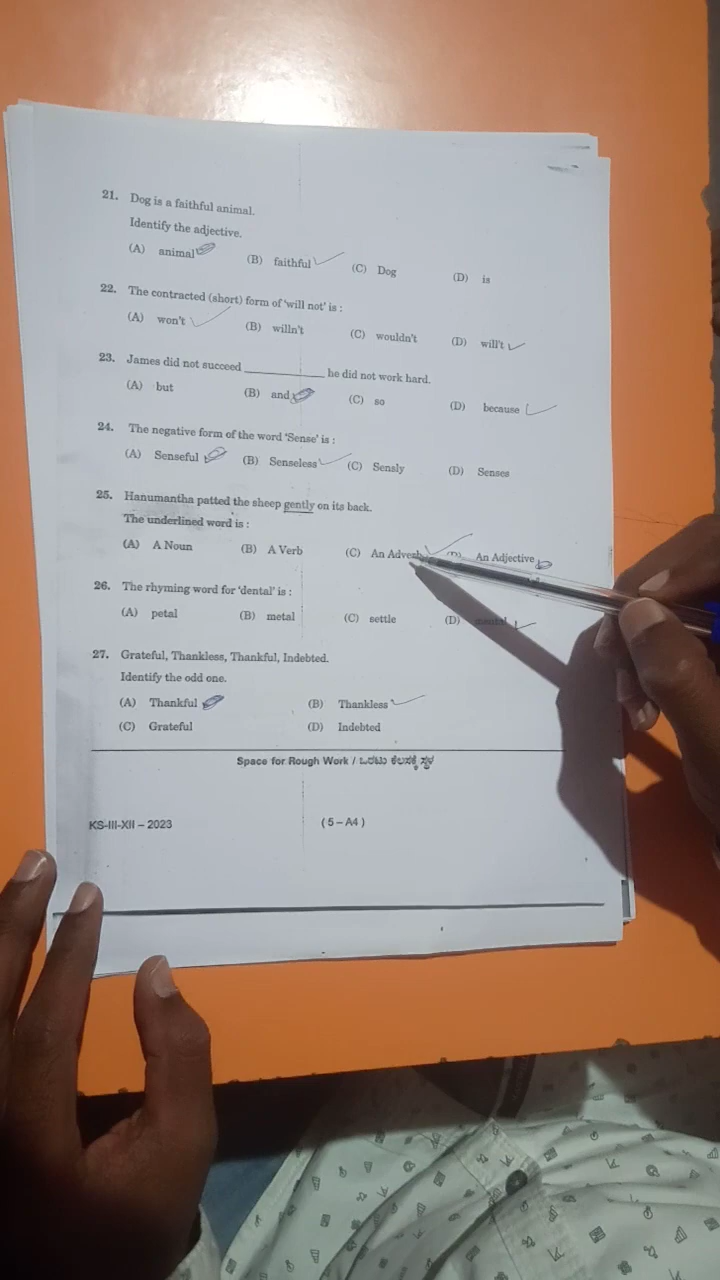 21. Dog is a faithful animal.
Identify the adjective.
(A) animal (B) faithful (C) Dog (D) is
22. The contracted (short) form of 'will not' is :
(A) won't (B) willn't (C) wouldn't (D) will't
23. James did not succeed ____________ he did not work hard.
(A) but (B) and (C) so (D) because
24. The negative form of the word 'Sense' is :
(A) Senseful (B) Senseless (C) Sensly (D) Senses
25. Hanumantha patted the sheep gently on its back.
The underlined word is :
(A) A Noun (B) A Verb (C) An Adverb (D) An Adjective
26. The rhyming word for 'dental' is :
(A) petal (B) metal (C) settle (D) mental
27. Grateful, Thankless, Thankful, Indebted.
Identify the odd one.
(A) Thankful (B) Thankless
(C) Grateful (D) Indebted
Space for Rough Work / ಒರಟು ಕೆಲಸಕ್ಕೆ ಸ್ಥಳ
KS-III-XII – 2023 ( 5 – A4 )